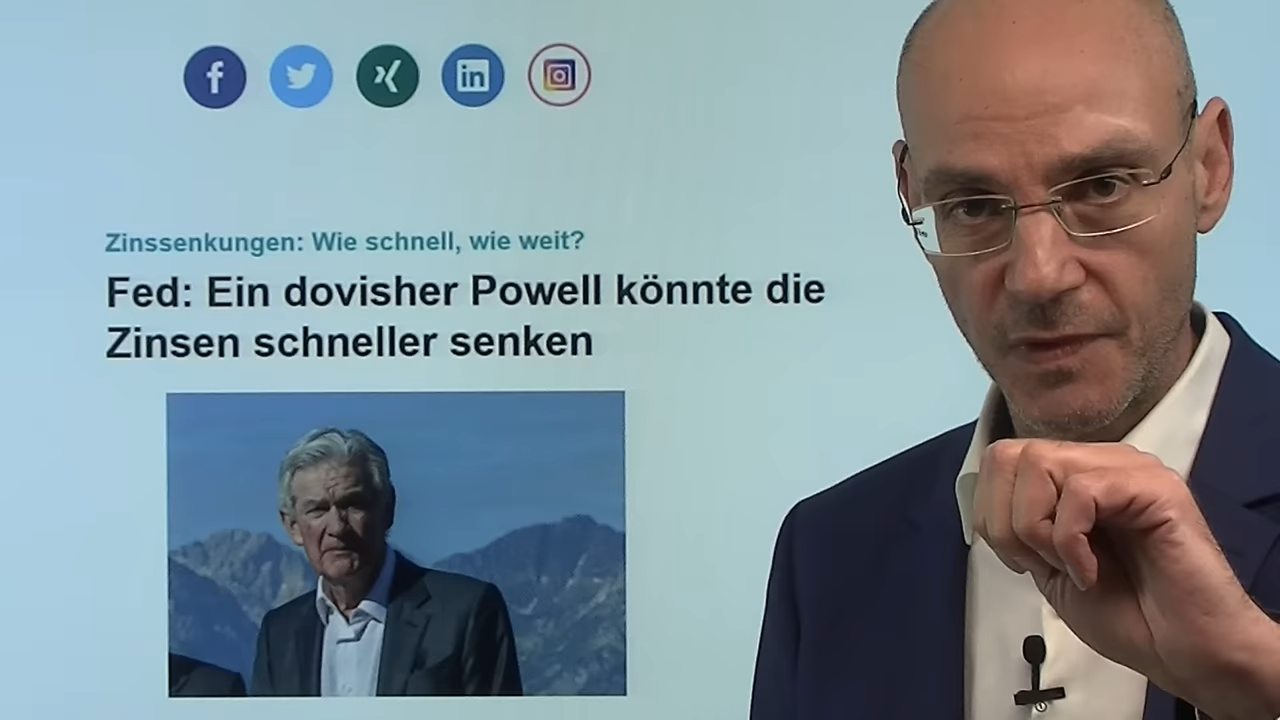 Zinssenkungen: Wie schnell, wie weit?
Fed: Ein dovisher Powell könnte die
Zinsen schneller senken